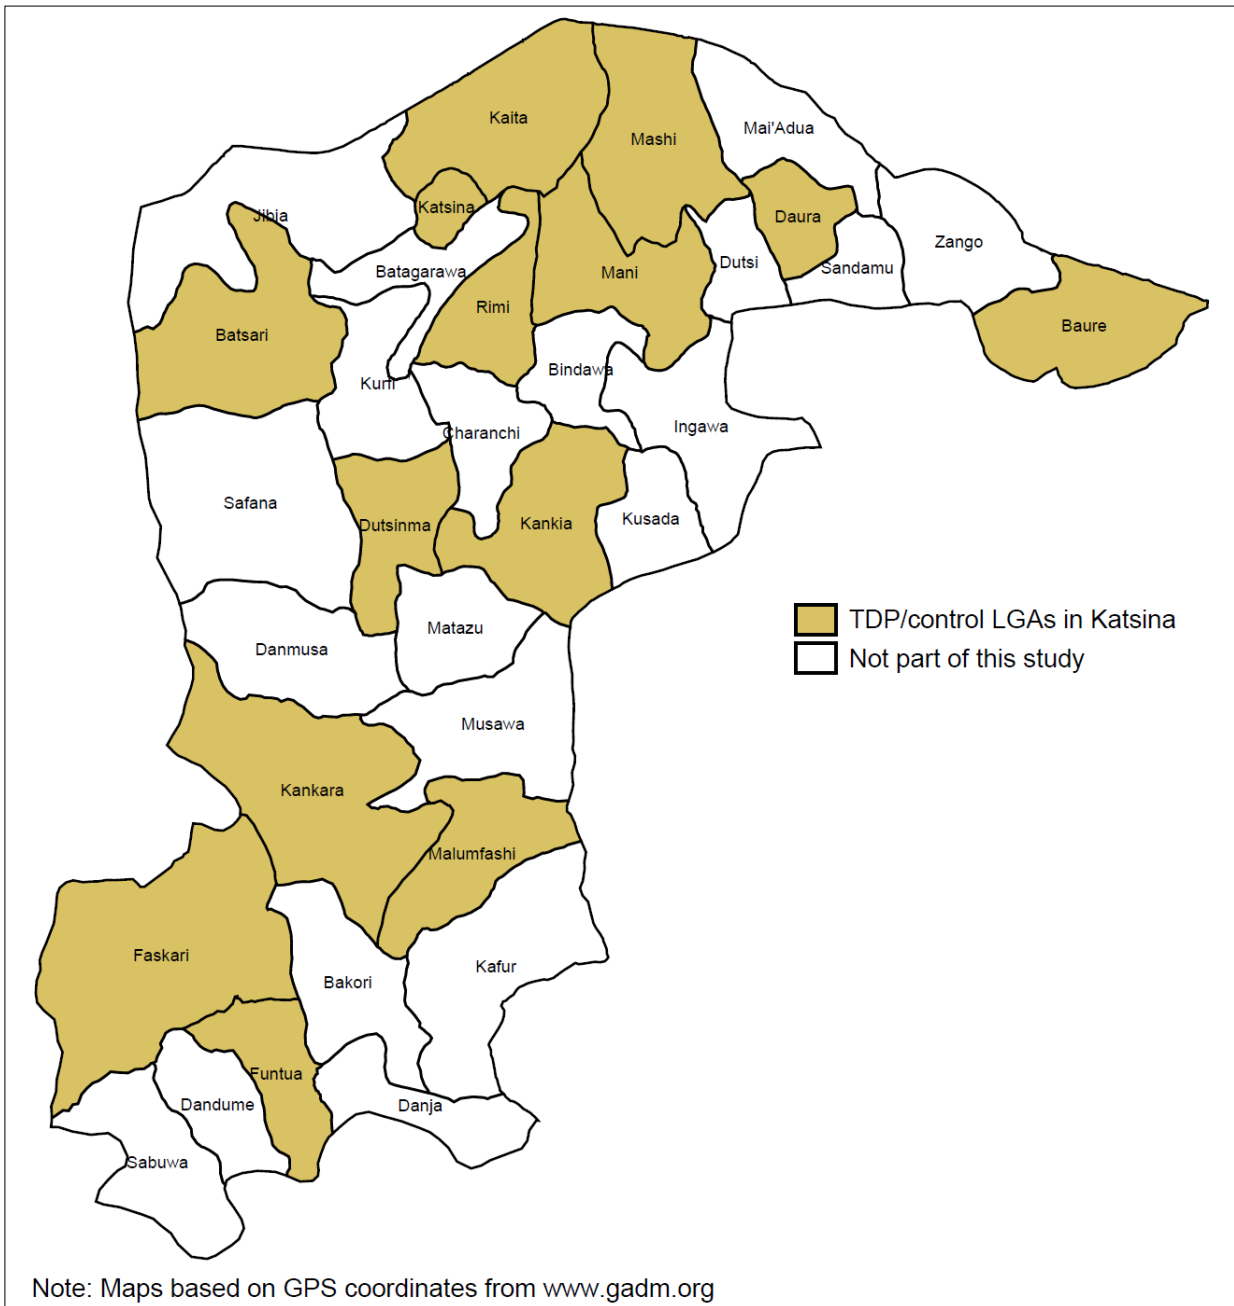 Kaita
Mashi
Mai'Adua
Katsina
Jibia
Daura
Zango
Batagarawa
Mani
Dutsi
Sandamu
Rimi
Baure
Batsari
Bindawa
Kurfi
Ingawa
Charanchi
Safana
Dutsinma
Kankia
Kusada
TDP/control LGAs in Katsina
Matazu
Danmusa
Not part of this study
Musawa
Kankara
Malumfashi
Faskari
Kafur
Bakori
Funtua
Dandume
Danja
Sabuwa
Note: Maps based on GPS coordinates from www.gadm.org